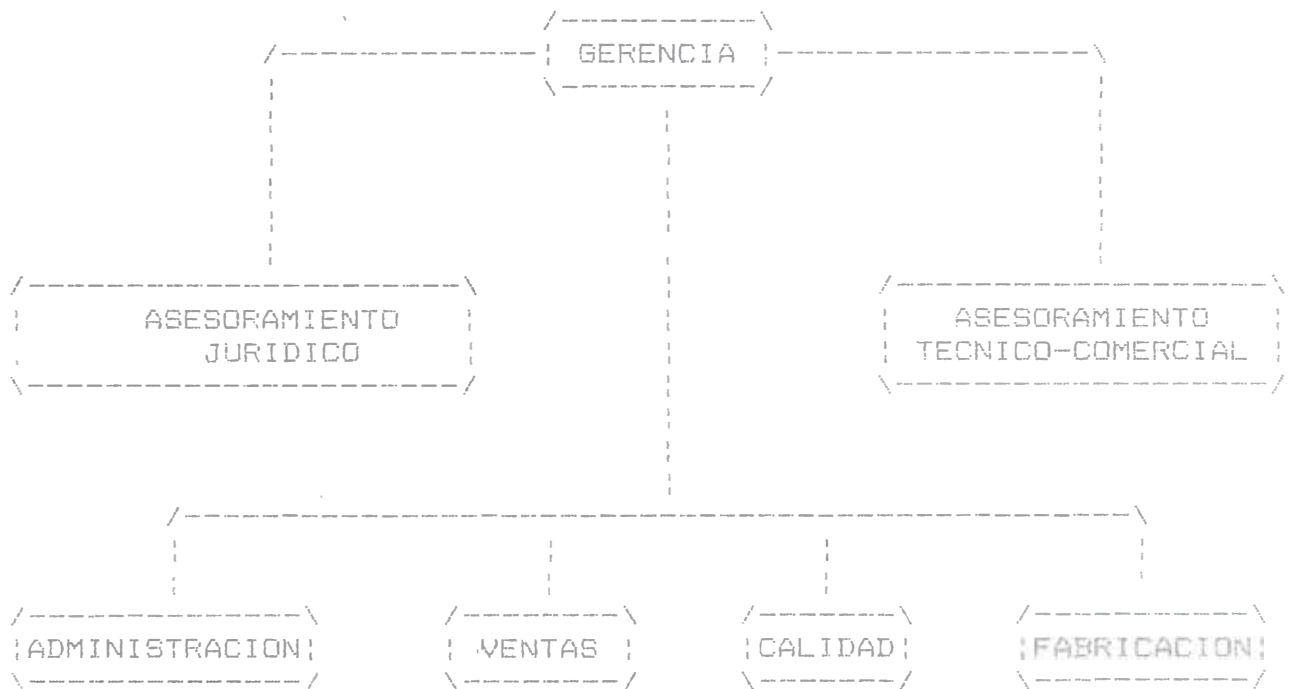 GERENCIA
ASESORAMIENTO
JURIDICO
ASESORAMIENTO
TECNICO-COMERCIAL
ADMINISTRACION
VENTAS
CALIDAD
FABRICACION